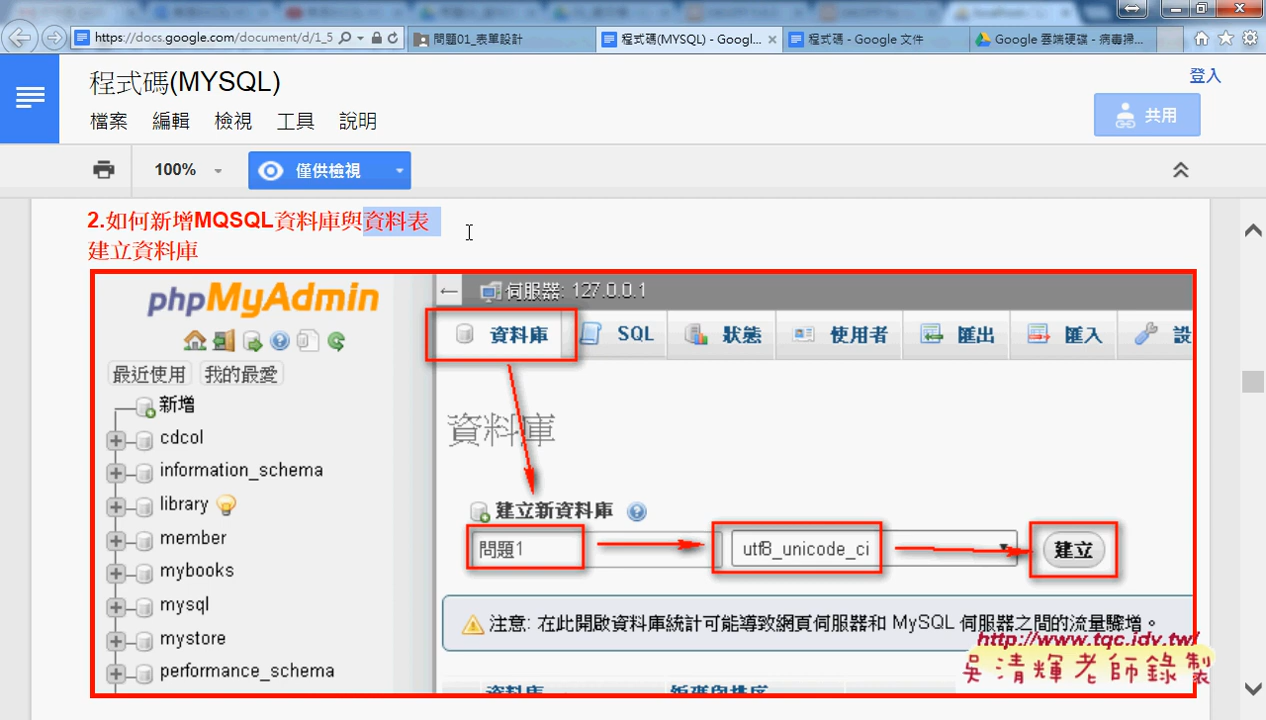 https://docs.google.com/document/d/1_5
問題01_表單設計
程式碼(MYSQL) - Googl...
程式碼 - Google 文件
Google 雲端硬碟 - 病毒掃...
程式碼(MYSQL)
登入
檔案 編輯 檢視 工具 說明
共用
100%
僅供檢視
2.如何新增MQSQL資料庫與資料表
建立資料庫
phpMyAdmin
伺服器: 127.0.0.1
資料庫 SQL 狀態 使用者 匯出 匯入 設
最近使用 我的最愛
新增
cdcol
information_schema
library
member
mybooks
mysql
mystore
performance_schema
資料庫
建立新資料庫
問題1
utf8_unicode_ci
建立
注意: 在此開啟資料庫統計可能導致網頁伺服器和 MySQL 伺服器之間的流量驟增。
http://www.tqc.idv.tw/
吳清輝老師錄製
資料庫 編碼與排序